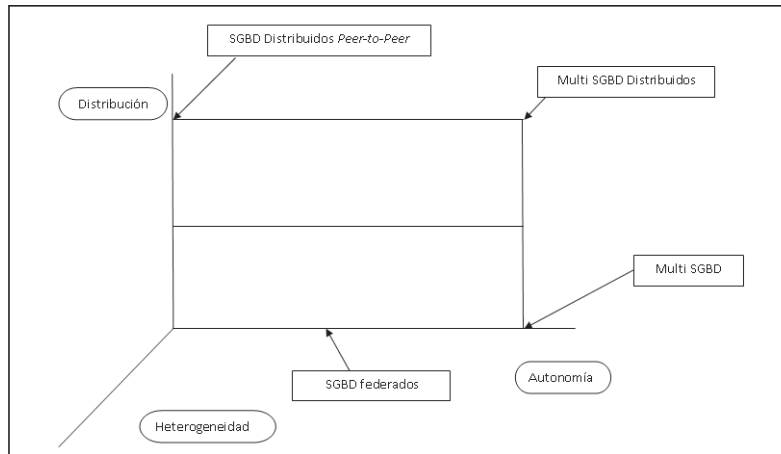 SGBD Distribuidos Peer-to-Peer
Multi SGBD Distribuidos
Distribución
Multi SGBD
SGBD federados
Autonomía
Heterogeneidad